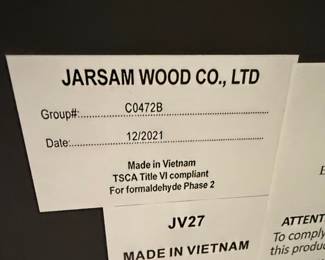 JARSAM WOOD CO., LTD
Group#:..........C0472B..........
Date:..........12/2021..........
Made in Vietnam
TSCA Title VI compliant
For formaldehyde Phase 2
JV27
MADE IN VIETNAM
E
ATTENT
To comply
this produc